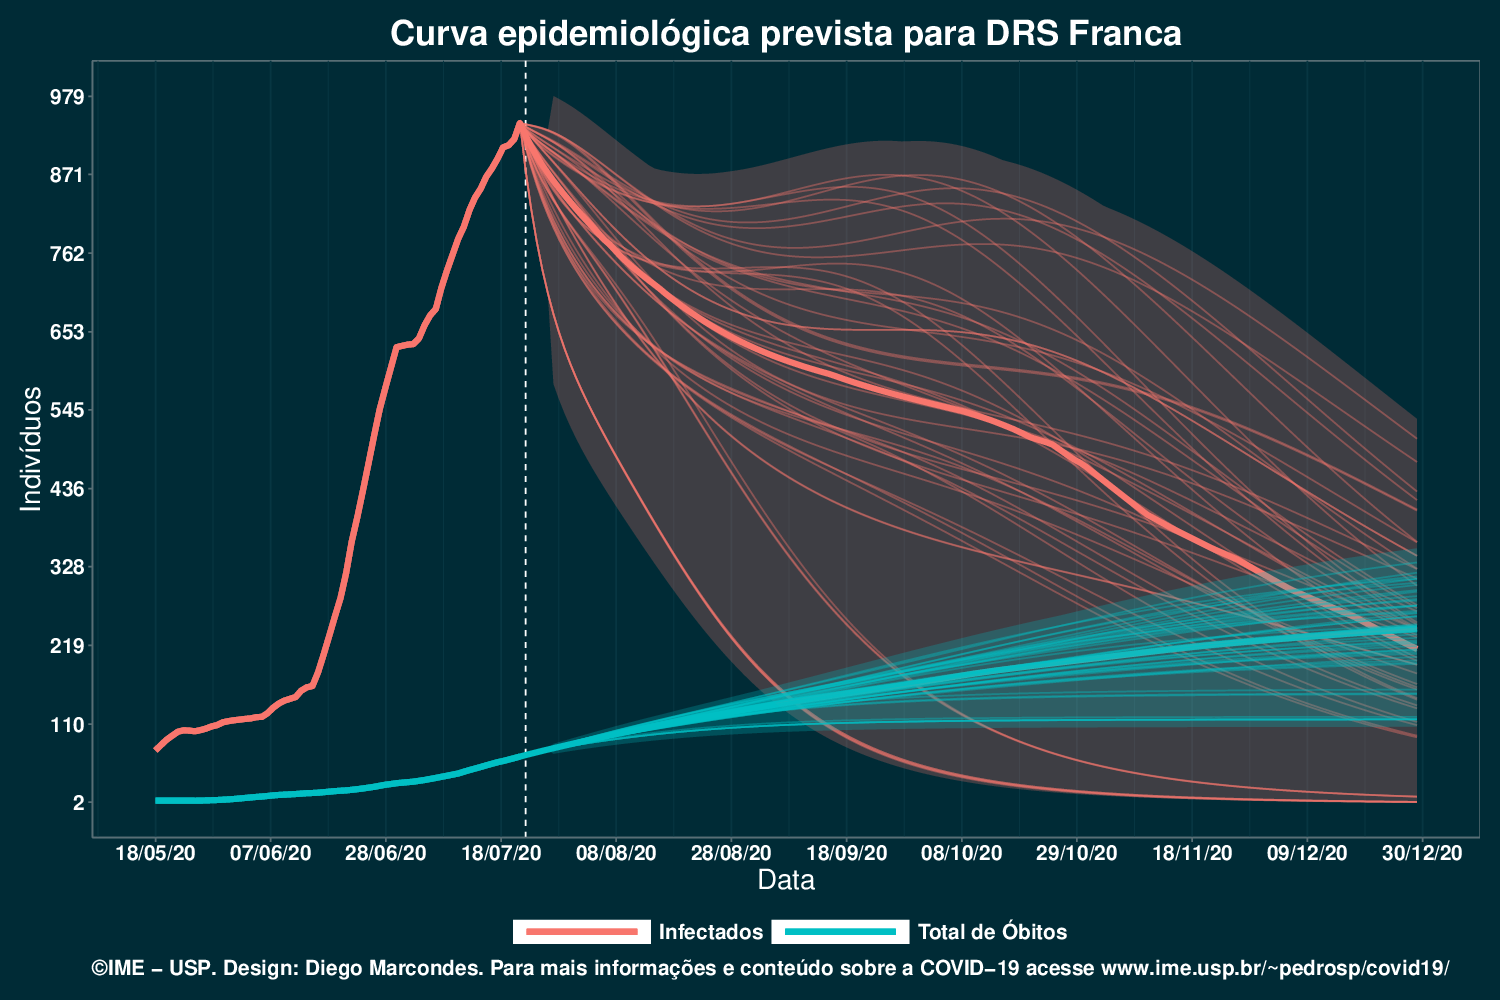 Curva epidemiológica prevista para DRS Franca
979
871
762
653
545
436
328
219
110
2
Indivíduos
18/05/20 07/06/20 28/06/20 18/07/20 08/08/20 28/08/20 18/09/20 08/10/20 29/10/20 18/11/20 09/12/20 30/12/20
Data
Infectados Total de Óbitos
©IME − USP. Design: Diego Marcondes. Para mais informações e conteúdo sobre a COVID−19 acesse www.ime.usp.br/~pedrosp/covid19/